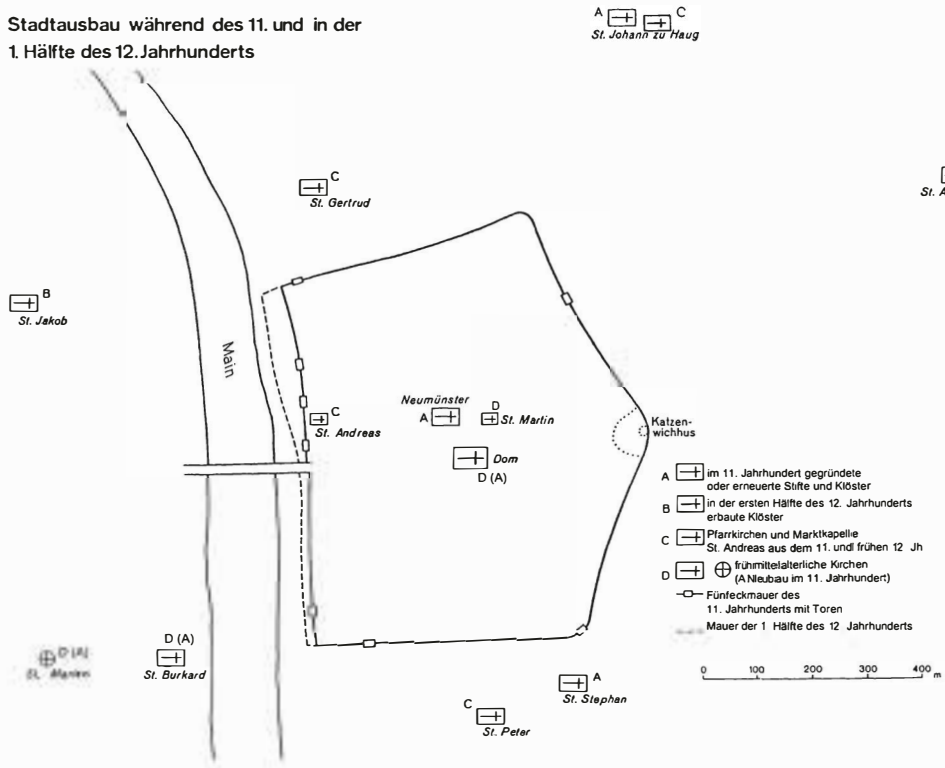 Stadtausbau während des 11. und in der
1. Hälfte des 12. Jahrhunderts
A C
St. Johann zu Haug
C
St. Gertrud
St. A
B
St. Jakob
Main
Neumünster
A
D
St. Martin
C
St. Andreas
Dom
D (A)
Katzen-
wichhus
A im 11. Jahrhundert gegründete
oder erneuerte Stifte und Klöster
B in der ersten Hälfte des 12. Jahrhunderts
erbaute Klöster
C Pfarrkirchen und Marktkapelle
St. Andreas aus dem 11. und frühen 12 Jh
D frühmittelalterliche Kirchen
(A Neubau im 11. Jahrhundert)
Fünfeckmauer des
11. Jahrhunderts mit Toren
Mauer der 1 Hälfte des 12 Jahrhunderts
0 100 200 300 400 m
D (A)
St. Marien
D (A)
St. Burkard
A
St. Stephan
C
St. Peter